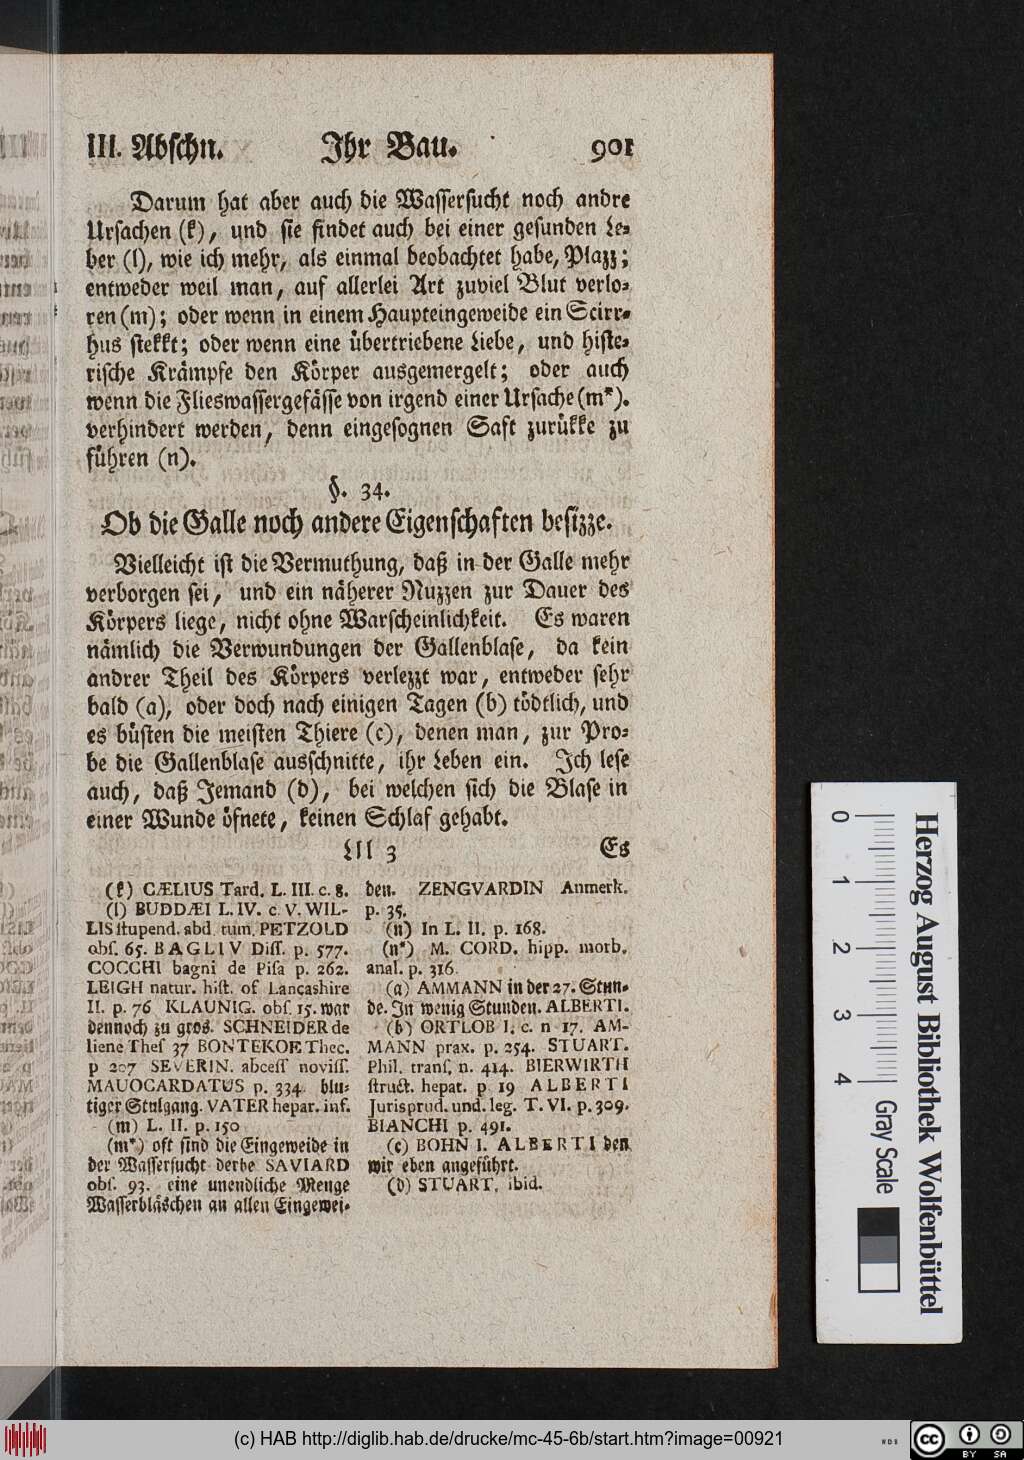 III. Abschn. Ihr Bau. 901
Darum hat aber auch die Wassersucht noch andre
Ursachen (k), und sie findet auch bei einer gesunden Le-
ber (l), wie ich mehr, als einmal beobachtet habe, Plazz;
entweder weil man, auf allerlei Art zuviel Blut verlo-
ren (m); oder wenn in einem Haupteingeweide ein Scirr-
hus stekkt; oder wenn eine übertriebene Liebe, und histe-
rische Krämpfe den Körper ausgemergelt; oder auch
wenn die Flieswassergefässe von irgend einer Ursache (m*).
verhindert werden, denn eingesognen Saft zurükke zu
führen (n).
§. 34.
Ob die Galle noch andere Eigenschaften besizze.
Vielleicht ist die Vermuthung, daß in der Galle mehr
verborgen sei, und ein näherer Nuzzen zur Dauer des
Körpers liege, nicht ohne Warscheinlichkeit. Es waren
nämlich die Verwundungen der Gallenblase, da kein
andrer Theil des Körpers verlezzt war, entweder sehr
bald (a), oder doch nach einigen Tagen (b) tödtlich, und
es büsten die meisten Thiere (c), denen man, zur Pro-
be die Gallenblase ausschnitte, ihr Leben ein. Ich lese
auch, daß Jemand (d), bei welchen sich die Blase in
einer Wunde öfnete, keinen Schlaf gehabt.
Lll 3 Es
(k) CÆLIUS Tard. L. III. c. 8.
(l) BUDDÆI L. IV. c. V. WIL-
LIS stupend. abd. tum. PETZOLD
obs. 65. BAGLIV Diss. p. 577.
COCCHI bagni de Pisa p. 262.
LEIGH natur. hist. of Lancashire
II. p. 76 KLAUNIG. obs. 15. war
dennoch zu gros. SCHNEIDER de
liene Thes 37 BONTEKOE Thec.
p 207 SEVERIN. abcess noviss.
MAUOCARDATUS p. 334. blu-
tiger Stulgang. VATER hepar. inf.
(m) L. II. p. 150
(m*) oft sind die Eingeweide in
der Wassersucht derbe SAVIARD
obs. 93. eine unendliche Menge
Wasserbläschen an allen Eingewei-
den. ZENGVARDIN Anmerk.
p. 35.
(n) In L. II. p. 168.
(n*) M. CORD. hipp. morb.
anal. p. 316.
(a) AMMANN in der 27. Stun-
de. In wenig Stunden. ALBERTI.
(b) ORTLOB I. c. n 17. AM-
MANN prax. p. 254. STUART.
Phil. trans. n. 414. BIERWIRTH
struct. hepat. p 19 ALBERTI
Jurisprud. und. leg. T. VI. p. 309.
BIANCHI p. 491.
(c) BOHN I. ALBERTI den
wir eben angeführt.
(d) STUART. ibid.
0 1 2 3 4 Gray Scale
Herzog August Bibliothek Wolfenbüttel
(c) HAB http://diglib.hab.de/drucke/mc-45-6b/start.htm?image=00921
cc BY SA